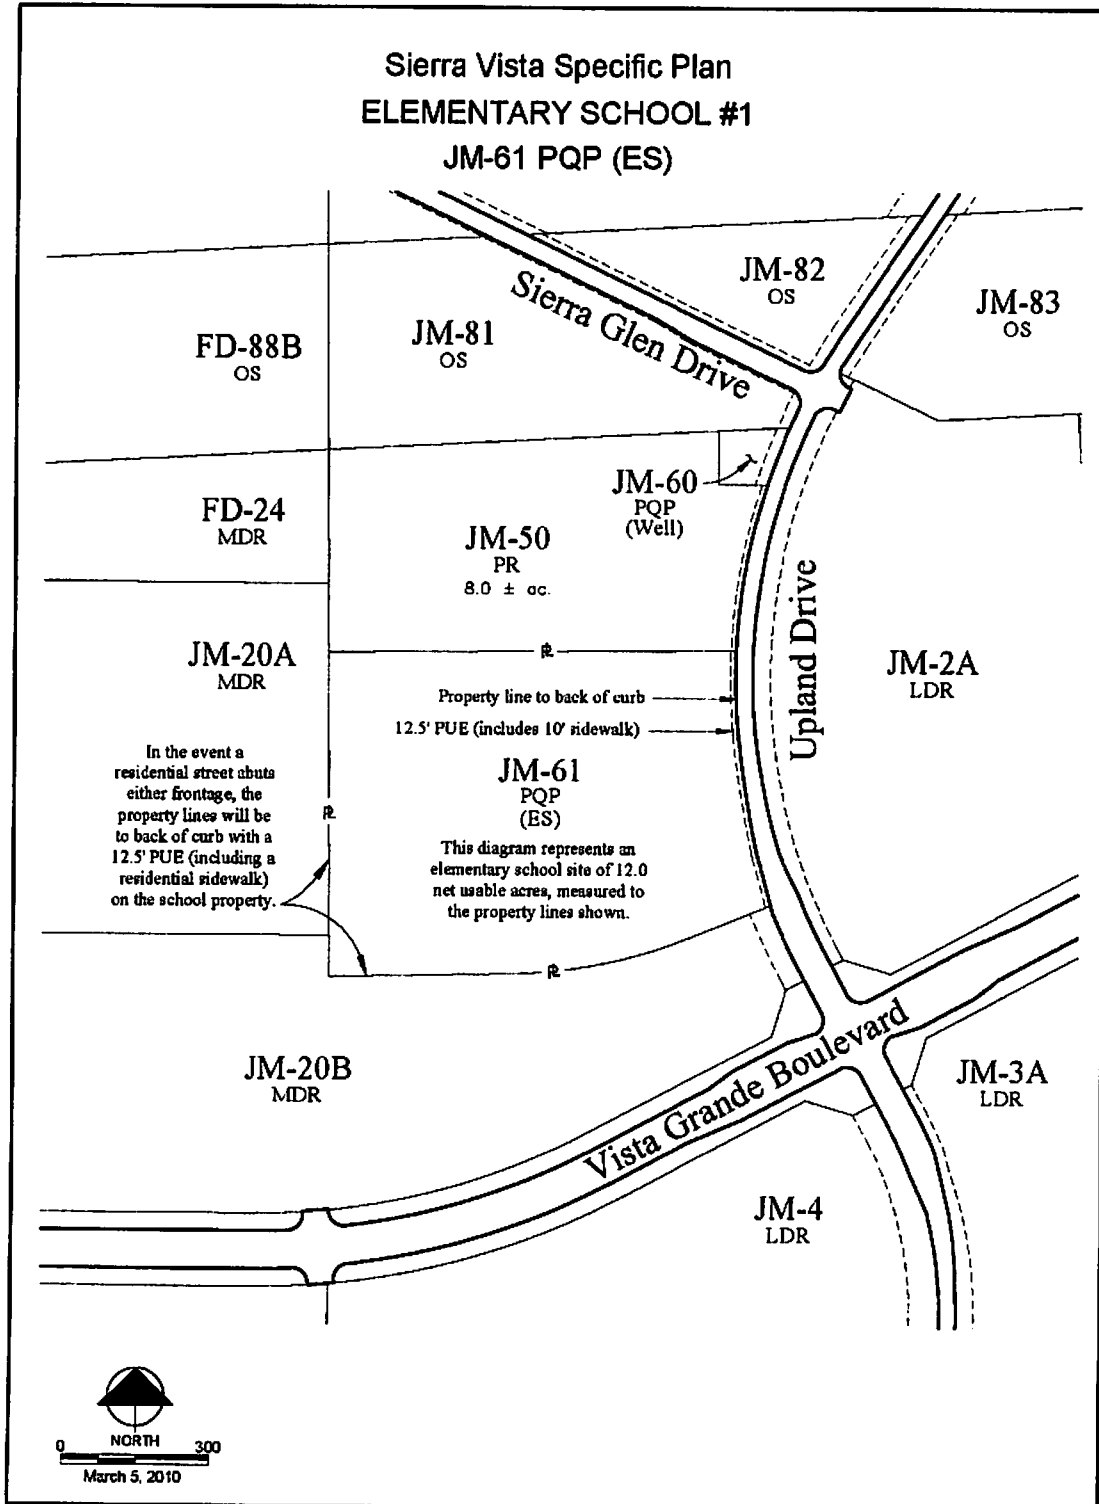 Sierra Vista Specific Plan
ELEMENTARY SCHOOL #1
JM-61 PQP (ES)
JM-82
OS
JM-83
OS
Sierra Glen Drive
FD-88B
OS
JM-81
OS
JM-60
PQP
(Well)
FD-24
MDR
JM-50
PR
8.0 ± ac.
Upland Drive
JM-20A
MDR
JM-2A
LDR
PL
Property line to back of curb
12.5' PUE (includes 10' sidewalk)
In the event a
residential street abuts
either frontage, the
property lines will be
to back of curb with a
12.5' PUE (including a
residential sidewalk)
on the school property.
PL
JM-61
PQP
(ES)
This diagram represents an
elementary school site of 12.0
net usable acres, measured to
the property lines shown.
PL
JM-20B
MDR
Vista Grande Boulevard
JM-3A
LDR
JM-4
LDR
NORTH
0 300
March 5, 2010